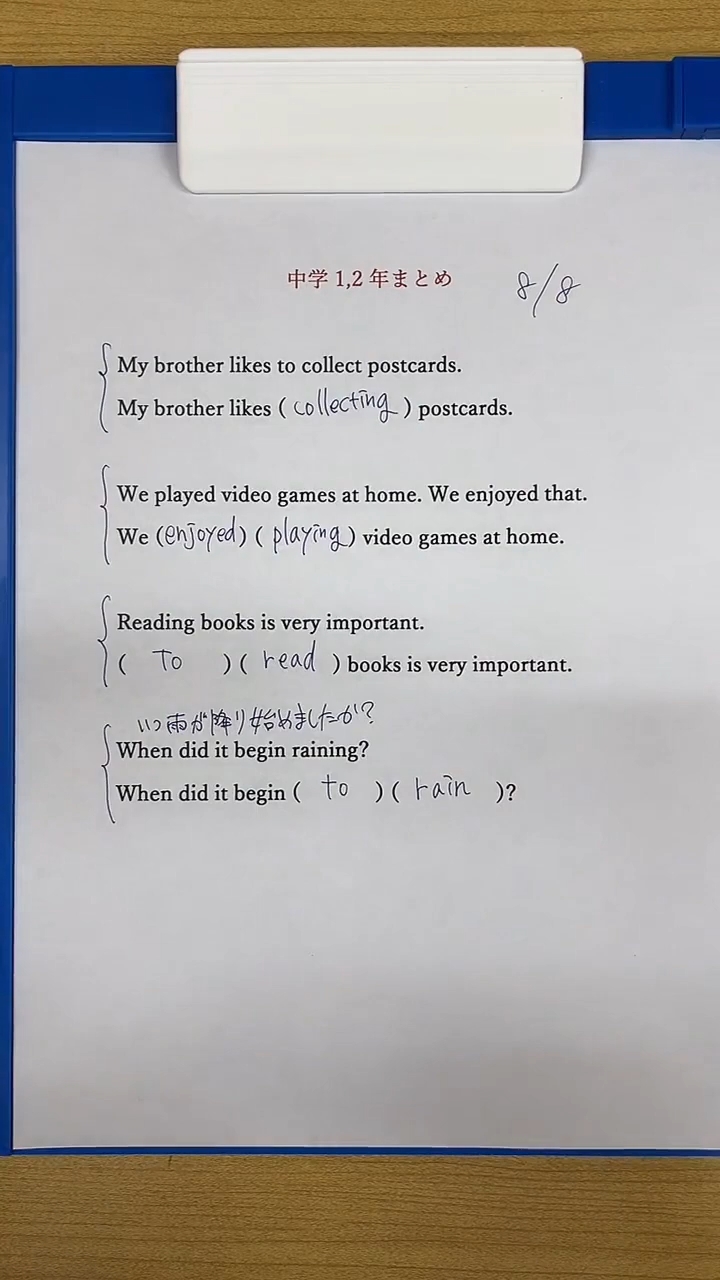 中学1,2年まとめ 8/8
My brother likes to collect postcards.
My brother likes ( collecting ) postcards.
We played video games at home. We enjoyed that.
We (enjoyed) ( playing ) video games at home.
Reading books is very important.
( To ) ( read ) books is very important.
いつ雨が降り始めましたか?
When did it begin raining?
When did it begin ( to ) ( rain )?